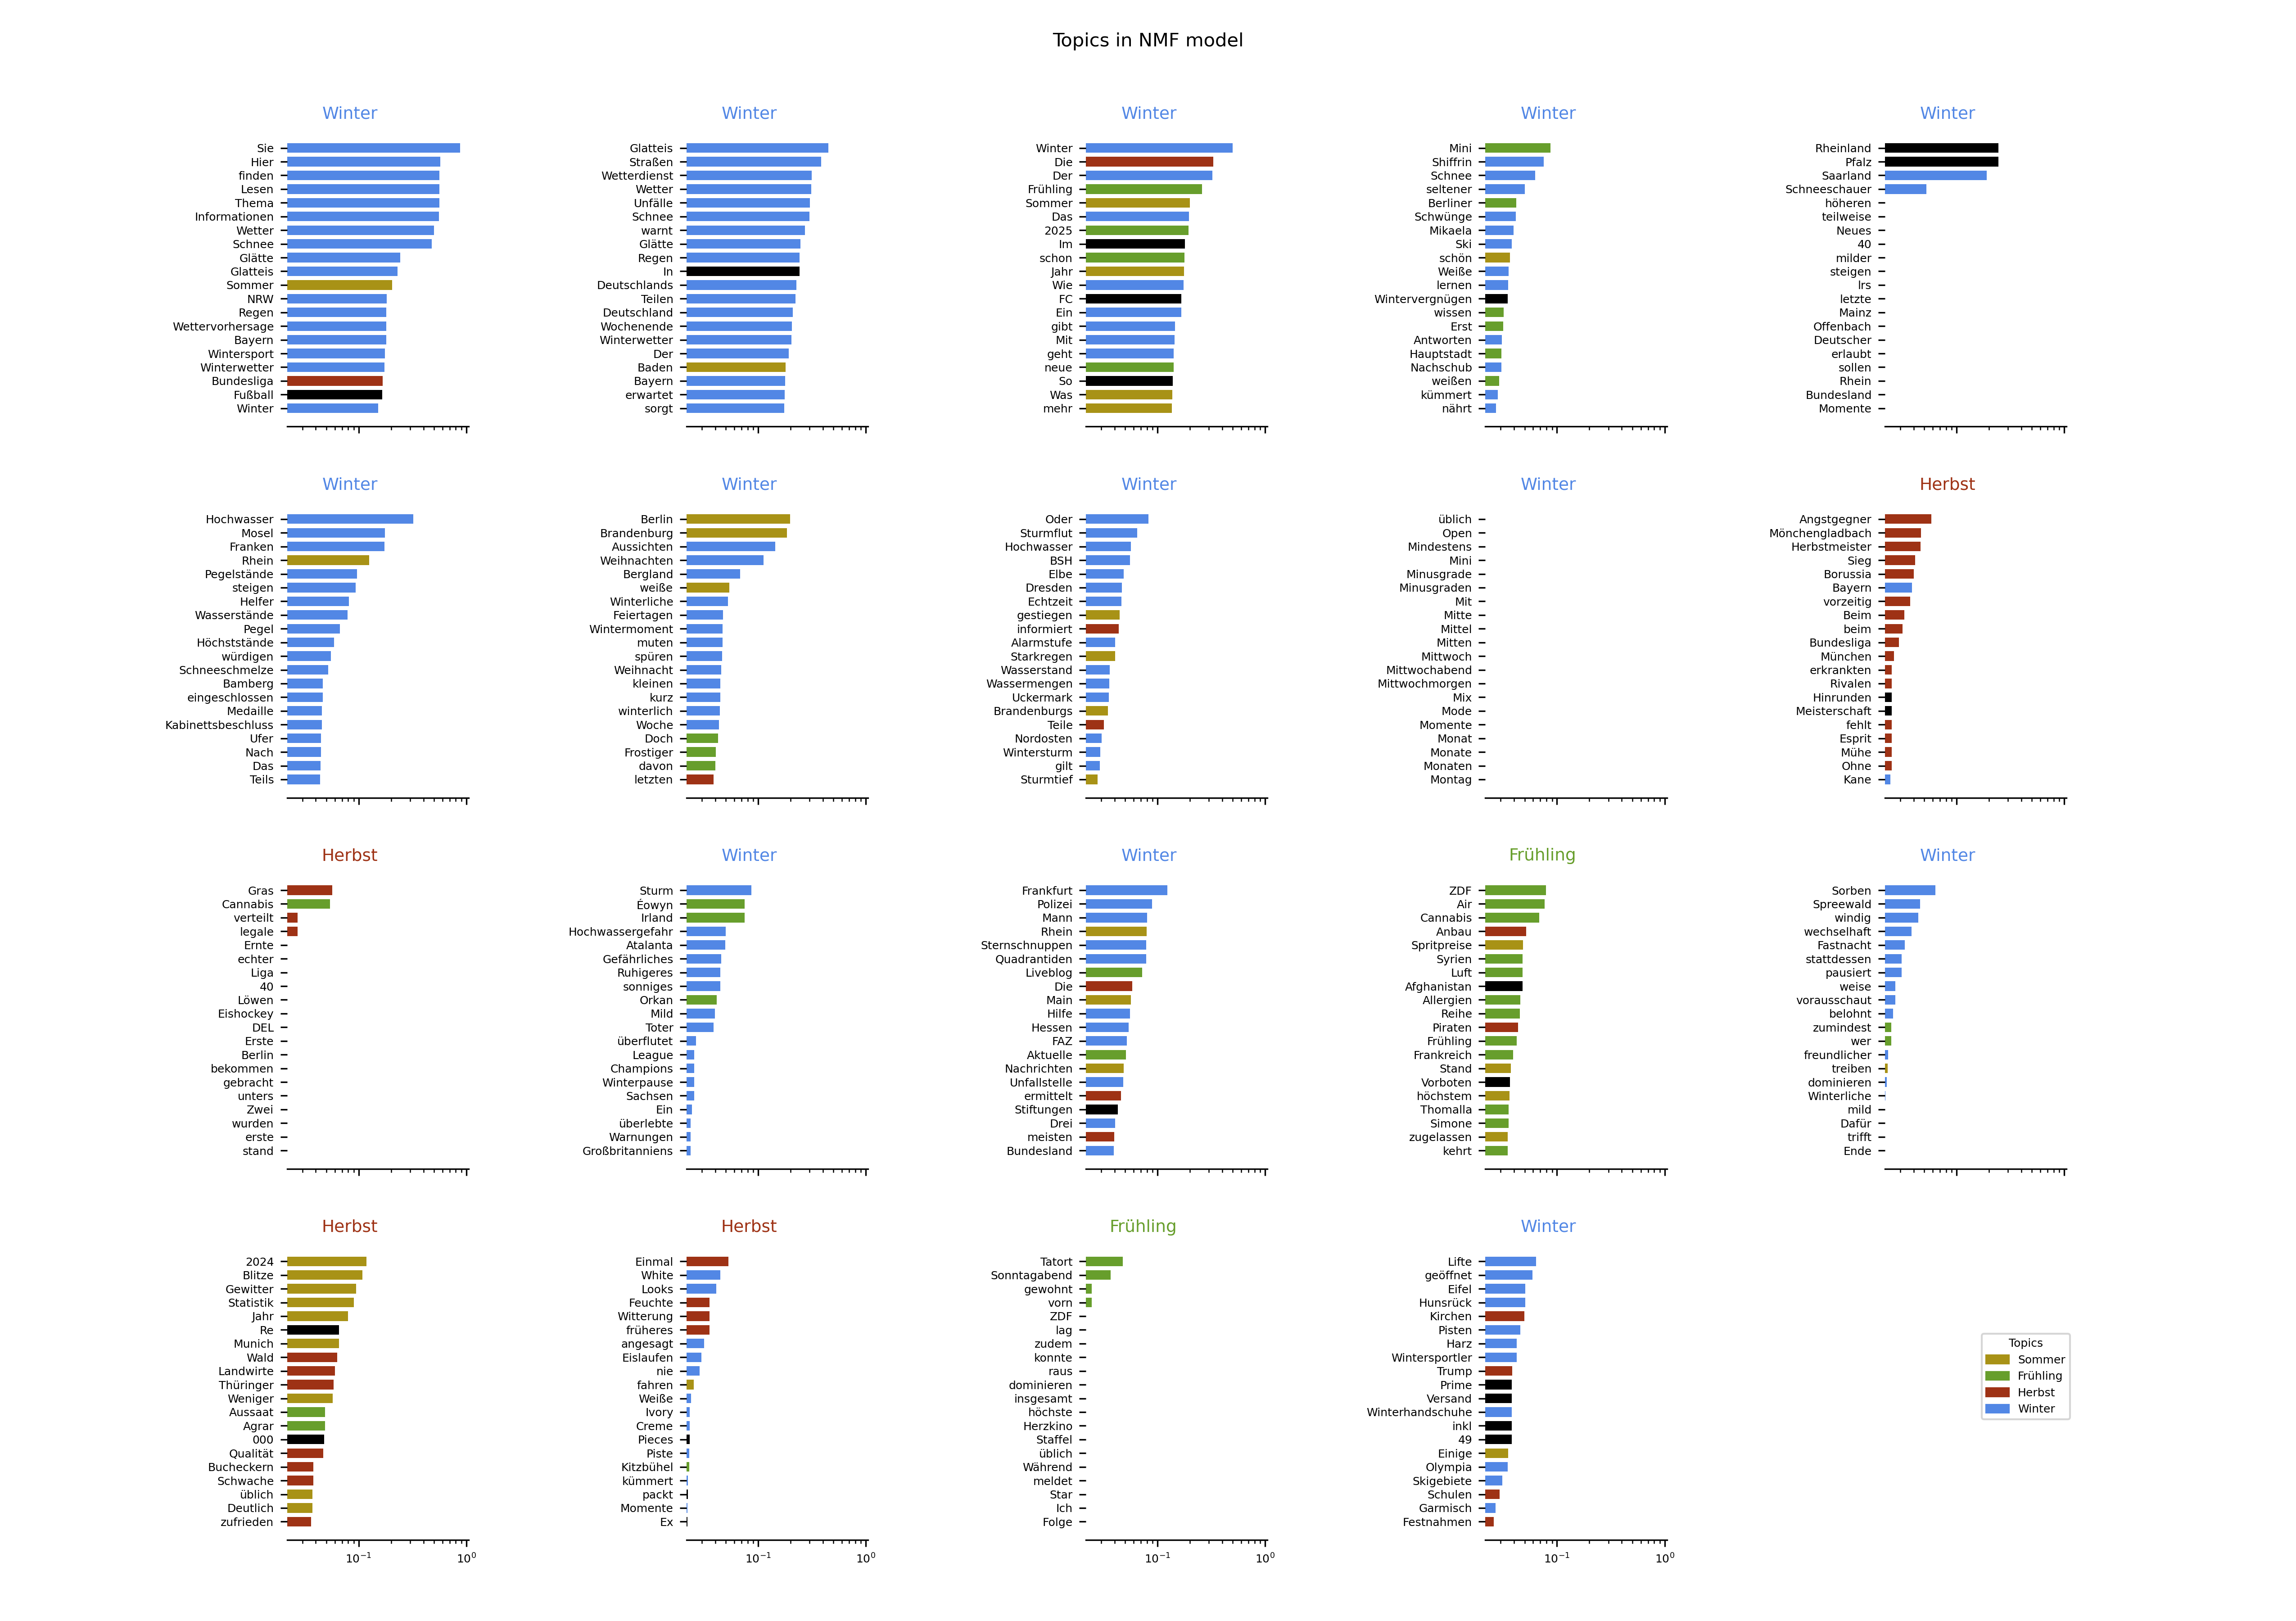 Topics in NMF model
Winter
Sie
Hier
finden
Lesen
Thema
Informationen
Wetter
Schnee
Glätte
Glatteis
Sommer
NRW
Regen
Wettervorhersage
Bayern
Wintersport
Winterwetter
Bundesliga
Fußball
Winter
Winter
Glatteis
Straßen
Wetterdienst
Wetter
Unfälle
Schnee
warnt
Glätte
Regen
In
Deutschlands
Teilen
Deutschland
Wochenende
Winterwetter
Der
Baden
Bayern
erwartet
sorgt
Winter
Winter
Die
Der
Frühling
Sommer
Das
2025
Im
schon
Jahr
Wie
FC
Ein
gibt
Mit
geht
neue
So
Was
mehr
Winter
Mini
Shiffrin
Schnee
seltener
Berliner
Schwünge
Mikaela
Ski
schön
Weiße
lernen
Wintervergnügen
wissen
Erst
Antworten
Hauptstadt
Nachschub
weißen
kümmert
nährt
Winter
Rheinland
Pfalz
Saarland
Schneeschauer
höheren
teilweise
Neues
40
milder
steigen
Irs
letzte
Mainz
Offenbach
Deutscher
erlaubt
sollen
Rhein
Bundesland
Momente
Winter
Hochwasser
Mosel
Franken
Rhein
Pegelstände
steigen
Helfer
Wasserstände
Pegel
Höchststände
würdigen
Schneeschmelze
Bamberg
eingeschlossen
Medaille
Kabinettsbeschluss
Ufer
Nach
Das
Teils
Winter
Berlin
Brandenburg
Aussichten
Weihnachten
Bergland
weiße
Winterliche
Feiertagen
Wintermoment
muten
spüren
Weihnacht
kleinen
kurz
winterlich
Woche
Doch
Frostiger
davon
letzten
Winter
Oder
Sturmflut
Hochwasser
BSH
Elbe
Dresden
Echtzeit
gestiegen
informiert
Alarmstufe
Starkregen
Wasserstand
Wassermengen
Uckermark
Brandenburgs
Teile
Nordosten
Wintersturm
gilt
Sturmtief
Winter
üblich
Open
Mindestens
Mini
Minusgrade
Minusgraden
Mit
Mitte
Mittel
Mitten
Mittwoch
Mittwochabend
Mittwochmorgen
Mix
Mode
Momente
Monat
Monate
Monaten
Montag
Herbst
Angstgegner
Mönchengladbach
Herbstmeister
Sieg
Borussia
Bayern
vorzeitig
Beim
beim
Bundesliga
München
erkrankten
Rivalen
Hinrunden
Meisterschaft
fehlt
Esprit
Mühe
Ohne
Kane
Herbst
Gras
Cannabis
verteilt
legale
Ernte
echter
Liga
40
Löwen
Eishockey
DEL
Erste
Berlin
bekommen
gebracht
unters
Zwei
wurden
erste
stand
Winter
Sturm
Éowyn
Irland
Hochwassergefahr
Atalanta
Gefährliches
Ruhigeres
sonniges
Orkan
Mild
Toter
überflutet
League
Champions
Winterpause
Sachsen
Ein
überlebte
Warnungen
Großbritanniens
Winter
Frankfurt
Polizei
Mann
Rhein
Sternschnuppen
Quadrantiden
Liveblog
Die
Main
Hilfe
Hessen
FAZ
Aktuelle
Nachrichten
Unfallstelle
ermittelt
Stiftungen
Drei
meisten
Bundesland
Frühling
ZDF
Air
Cannabis
Anbau
Spritpreise
Syrien
Luft
Afghanistan
Allergien
Reihe
Piraten
Frühling
Frankreich
Stand
Vorboten
höchstem
Thomalla
Simone
zugelassen
kehrt
Winter
Sorben
Spreewald
windig
wechselhaft
Fastnacht
stattdessen
pausiert
weise
vorausschaut
belohnt
zumindest
wer
freundlicher
treiben
dominieren
Winterliche
mild
Dafür
trifft
Ende
Herbst
2024
Blitze
Gewitter
Statistik
Jahr
Re
Munich
Wald
Landwirte
Thüringer
Weniger
Aussaat
Agrar
000
Qualität
Bucheckern
Schwache
üblich
Deutlich
zufrieden
10⁻¹ 10⁰
Herbst
Einmal
White
Looks
Feuchte
Witterung
früheres
angesagt
Eislaufen
nie
fahren
Weiße
Ivory
Creme
Pieces
Piste
Kitzbühel
kümmert
packt
Momente
Ex
10⁻¹ 10⁰
Frühling
Tatort
Sonntagabend
gewohnt
vorn
ZDF
lag
zudem
konnte
raus
dominieren
insgesamt
höchste
Herzkino
Staffel
üblich
Während
meldet
Star
Ich
Folge
10⁻¹ 10⁰
Winter
Lifte
geöffnet
Eifel
Hunsrück
Kirchen
Pisten
Harz
Wintersportler
Trump
Prime
Versand
Winterhandschuhe
inkl
49
Einige
Olympia
Skigebiete
Schulen
Garmisch
Festnahmen
10⁻¹ 10⁰
Topics
Sommer
Frühling
Herbst
Winter